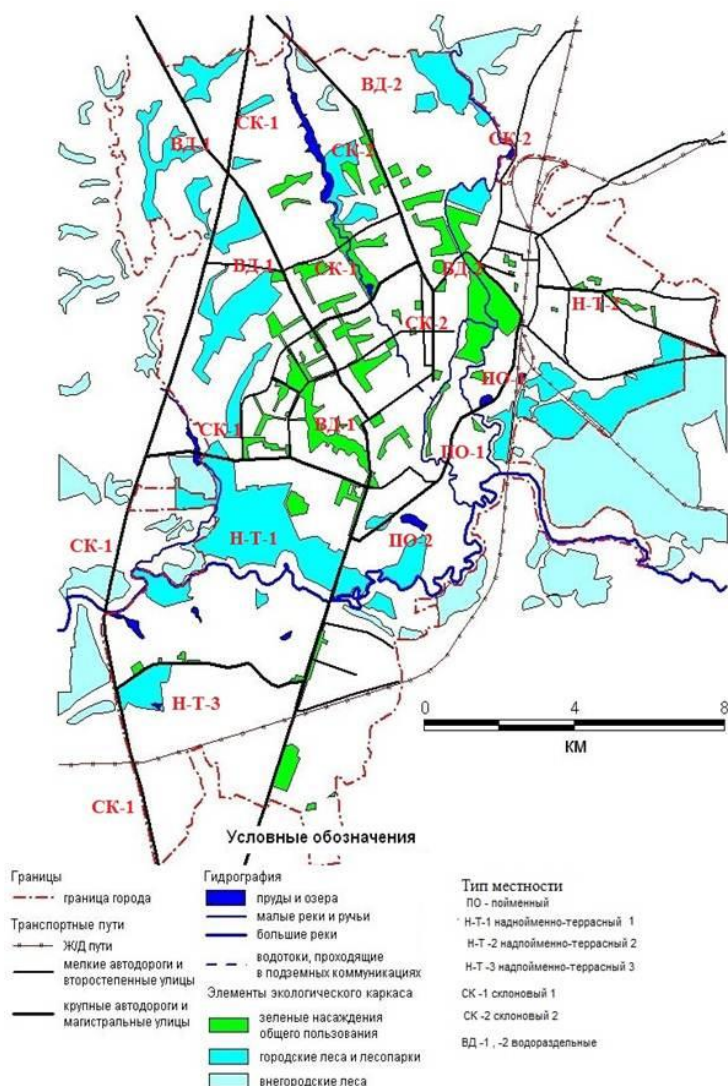 ВД-2
СК-1
ВД-1
СК-2
СК-2
ВД-1
СК-1
ВД-2
Н-Т-2
СК-2
СК-1
ВД-1
ПО-1
СК-1
Н-Т-1
ПО-2
Н-Т-3
СК-1
0 4 8
КМ
Условные обозначения
Границы
граница города
Транспортные пути
Ж/Д пути
мелкие автодороги и
второстепенные улицы
крупные автодороги и
магистральные улицы
Гидрография
пруды и озера
малые реки и ручьи
большие реки
водотоки, проходящие
в подземных коммуникациях
Элементы экологического каркаса
зеленые насаждения
общего пользования
городские леса и лесопарки
внегородские леса
Тип местности
ПО - пойменный
Н-Т-1 надпойменно-террасный 1
Н-Т -2 надпойменно-террасный 2
Н-Т -3 надпойменно-террасный 3
СК -1 склоновый 1
СК -2 склоновый 2
ВД -1 , -2 водораздельные